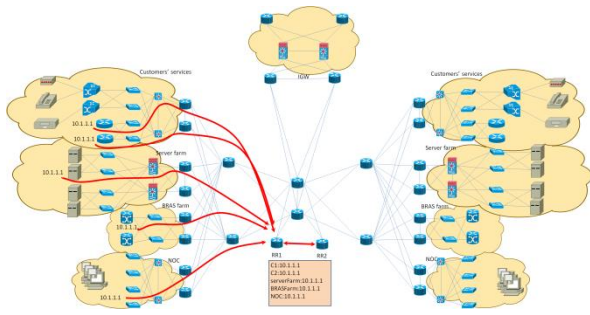 IGW
Customers' services
10.1.1.1
10.1.1.1
Server farm
10.1.1.1
BRAS farm
10.1.1.1
NOC
10.1.1.1
RR1
RR2
C1:10.1.1.1
C2:10.1.1.1
serverFarm:10.1.1.1
BRASFarm:10.1.1.1
NOC:10.1.1.1
Customers' services
Server farm
BRAS farm
NOC